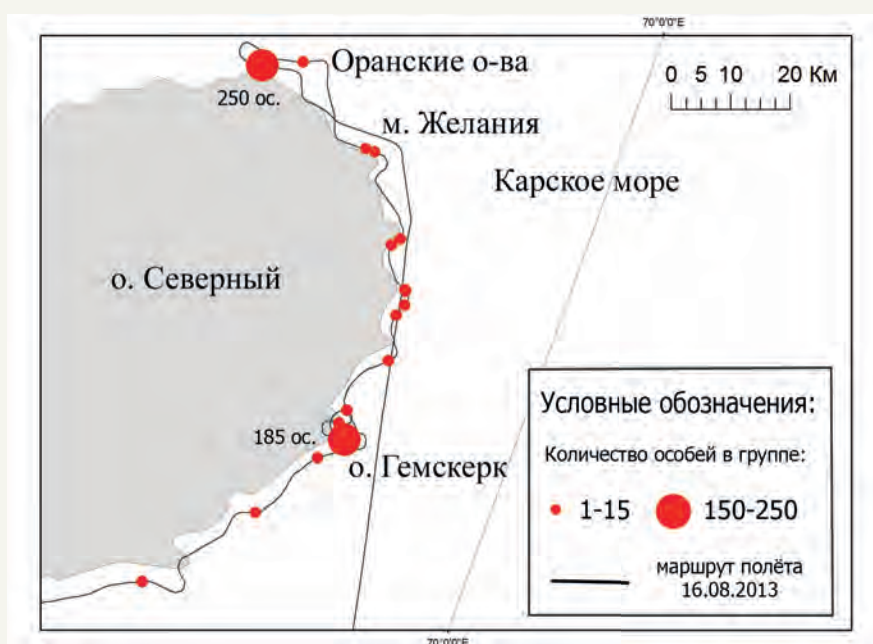 70°0'0"E
Оранские о-ва
0 5 10 20 Км
250 ос.
м. Желания
Карское море
о. Северный
Условные обозначения:
185 ос.
о. Гемскерк
Количество особей в группе:
1-15 150-250
маршрут полёта
16.08.2013
70°0'0"E